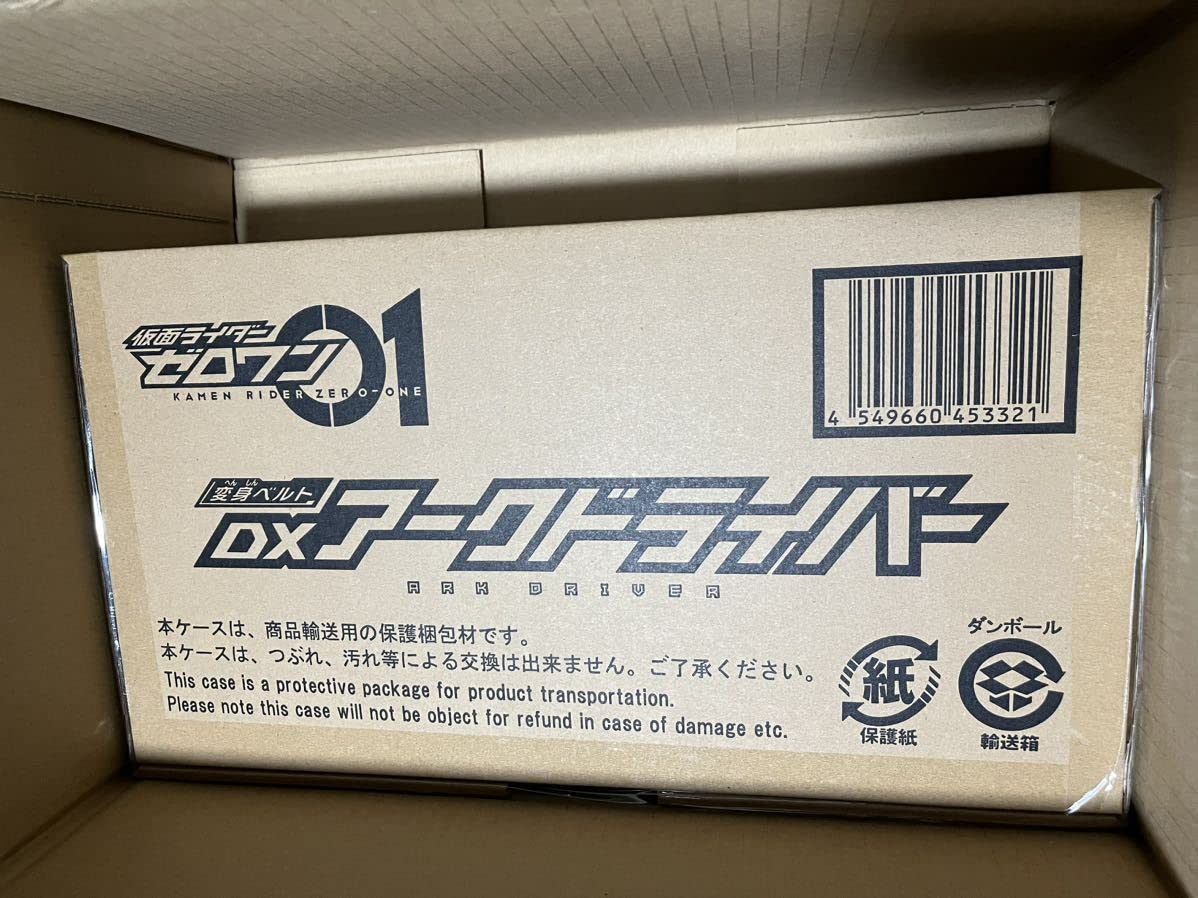 仮面ライダー
ゼロワン
01
KAMEN RIDER ZERO-ONE
4 549660 453321
へんしん
変身ベルト
DXアークドライバー
ARK DRIVER
本ケースは、商品輸送用の保護梱包材です。
本ケースは、つぶれ、汚れ等による交換は出来ません。ご了承ください。
This case is a protective package for product transportation.
Please note this case will not be object for refund in case of damage etc.
紙
保護紙
ダンボール
輸送箱